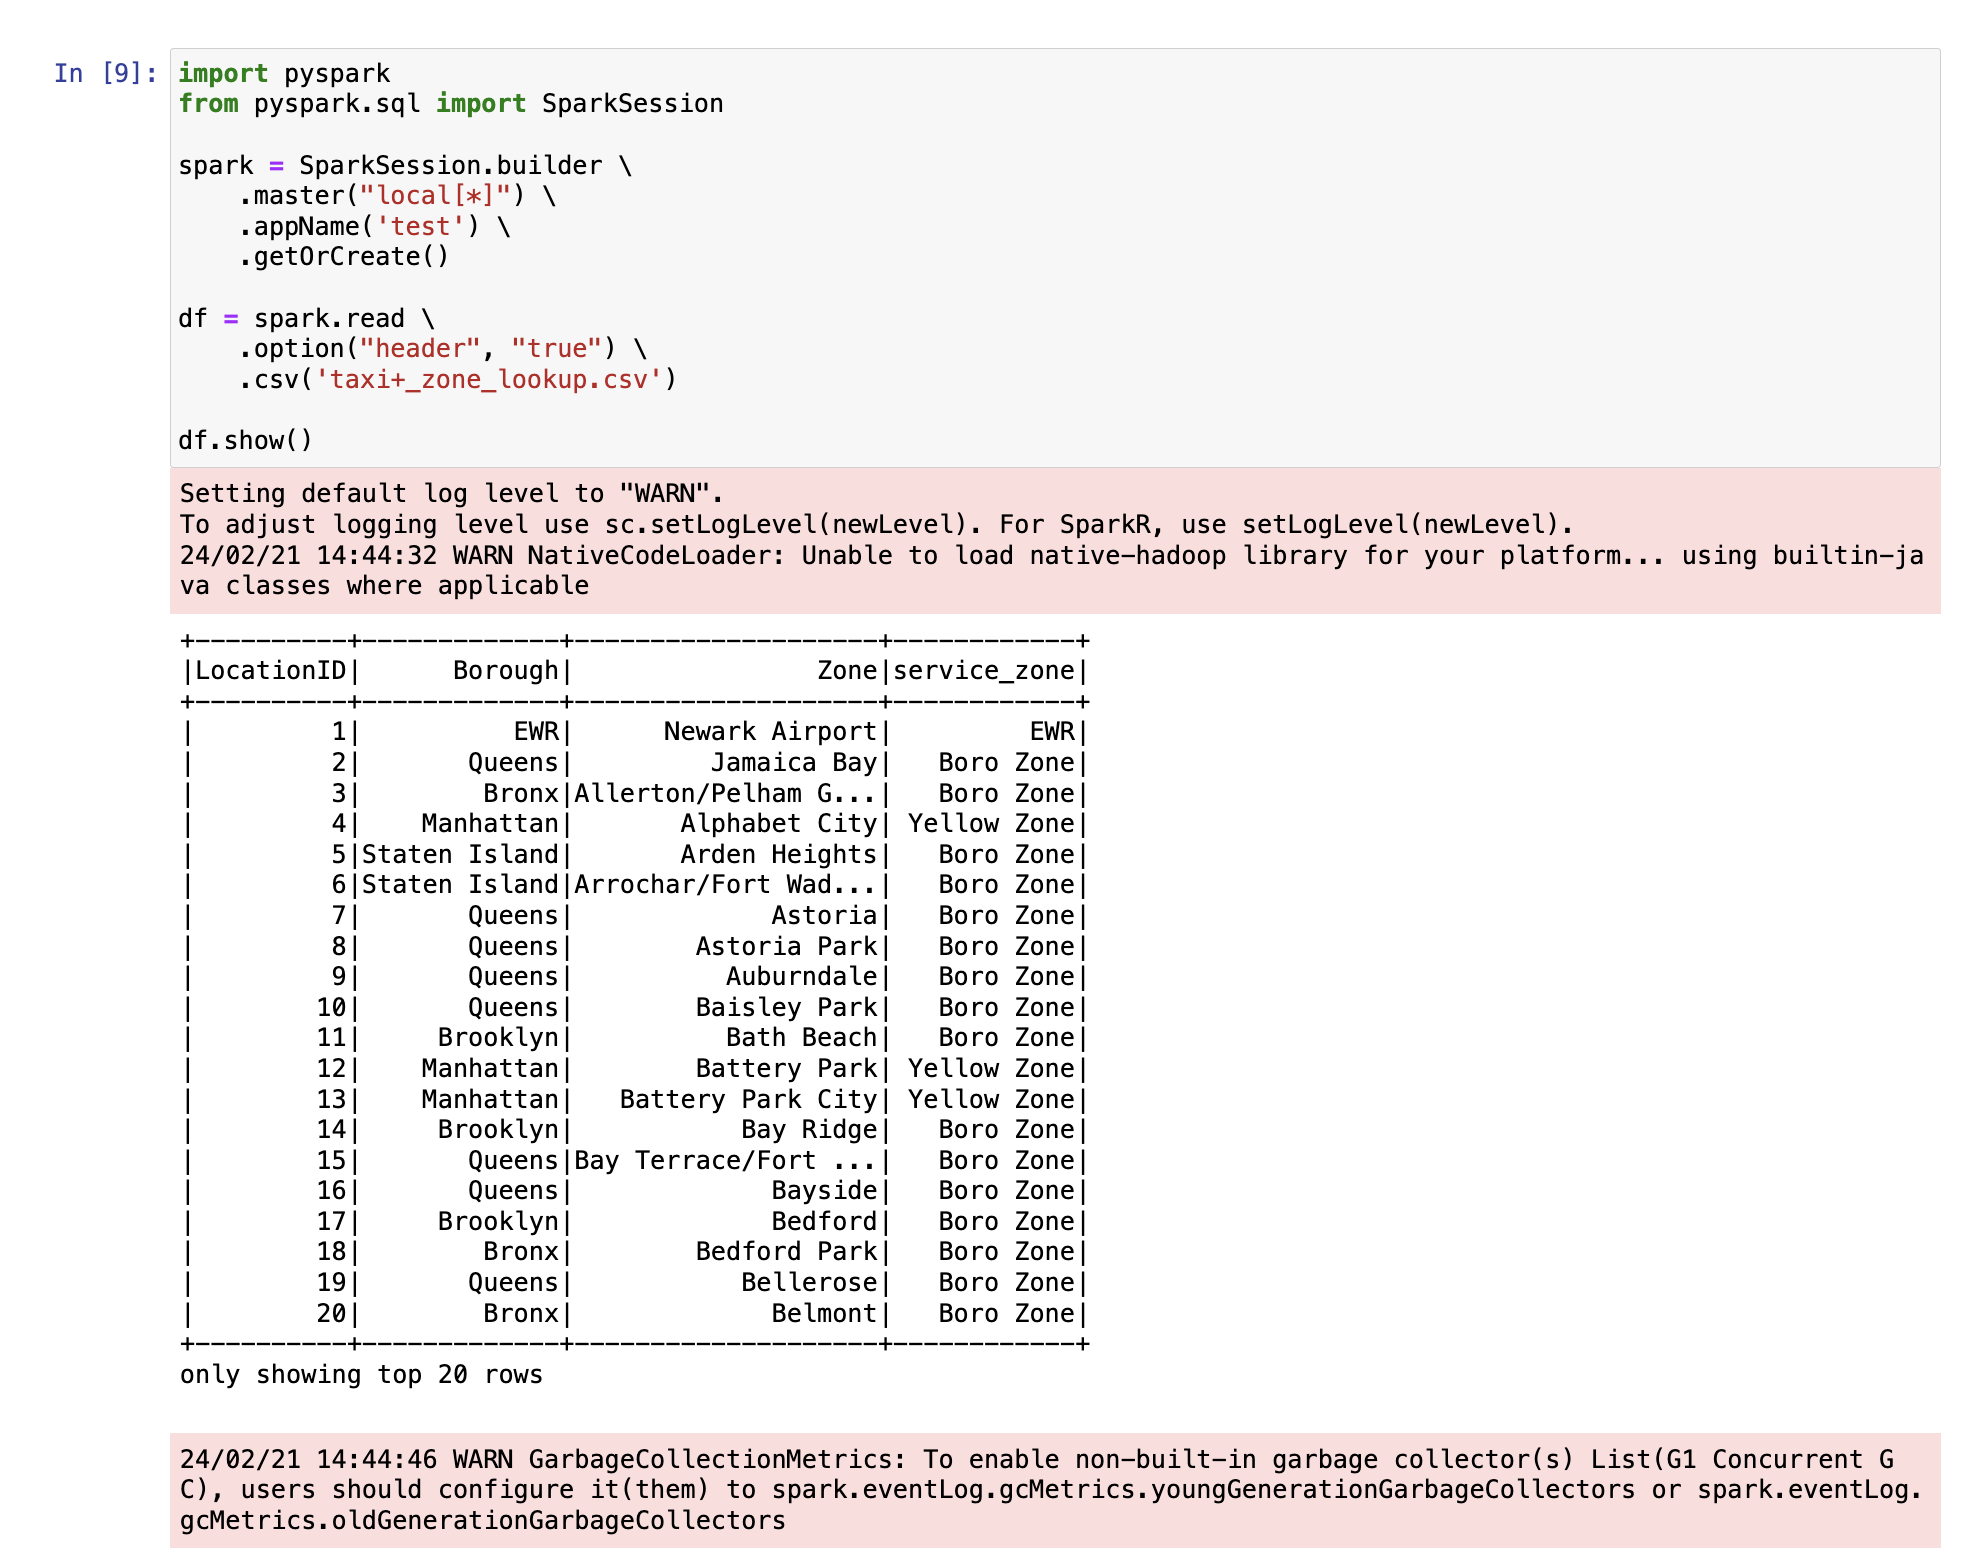 In [9]: import pyspark
from pyspark.sql import SparkSession

spark = SparkSession.builder \
    .master("local[*]") \
    .appName('test') \
    .getOrCreate()

df = spark.read \
    .option("header", "true") \
    .csv('taxi+_zone_lookup.csv')

df.show()
Setting default log level to "WARN".
To adjust logging level use sc.setLogLevel(newLevel). For SparkR, use setLogLevel(newLevel).
24/02/21 14:44:32 WARN NativeCodeLoader: Unable to load native-hadoop library for your platform... using builtin-ja
va classes where applicable
+----------+-------------+--------------------+------------+
|LocationID|      Borough|                Zone|service_zone|
+----------+-------------+--------------------+------------+
|         1|          EWR|      Newark Airport|         EWR|
|         2|       Queens|         Jamaica Bay|   Boro Zone|
|         3|        Bronx|Allerton/Pelham G...|   Boro Zone|
|         4|    Manhattan|       Alphabet City| Yellow Zone|
|         5|Staten Island|       Arden Heights|   Boro Zone|
|         6|Staten Island|Arrochar/Fort Wad...|   Boro Zone|
|         7|       Queens|             Astoria|   Boro Zone|
|         8|       Queens|        Astoria Park|   Boro Zone|
|         9|       Queens|          Auburndale|   Boro Zone|
|        10|       Queens|        Baisley Park|   Boro Zone|
|        11|     Brooklyn|          Bath Beach|   Boro Zone|
|        12|    Manhattan|        Battery Park| Yellow Zone|
|        13|    Manhattan|   Battery Park City| Yellow Zone|
|        14|     Brooklyn|           Bay Ridge|   Boro Zone|
|        15|       Queens|Bay Terrace/Fort ...|   Boro Zone|
|        16|       Queens|             Bayside|   Boro Zone|
|        17|     Brooklyn|             Bedford|   Boro Zone|
|        18|        Bronx|        Bedford Park|   Boro Zone|
|        19|       Queens|           Bellerose|   Boro Zone|
|        20|        Bronx|             Belmont|   Boro Zone|
+----------+-------------+--------------------+------------+
only showing top 20 rows

24/02/21 14:44:46 WARN GarbageCollectionMetrics: To enable non-built-in garbage collector(s) List(G1 Concurrent G
C), users should configure it(them) to spark.eventLog.gcMetrics.youngGenerationGarbageCollectors or spark.eventLog.
gcMetrics.oldGenerationGarbageCollectors